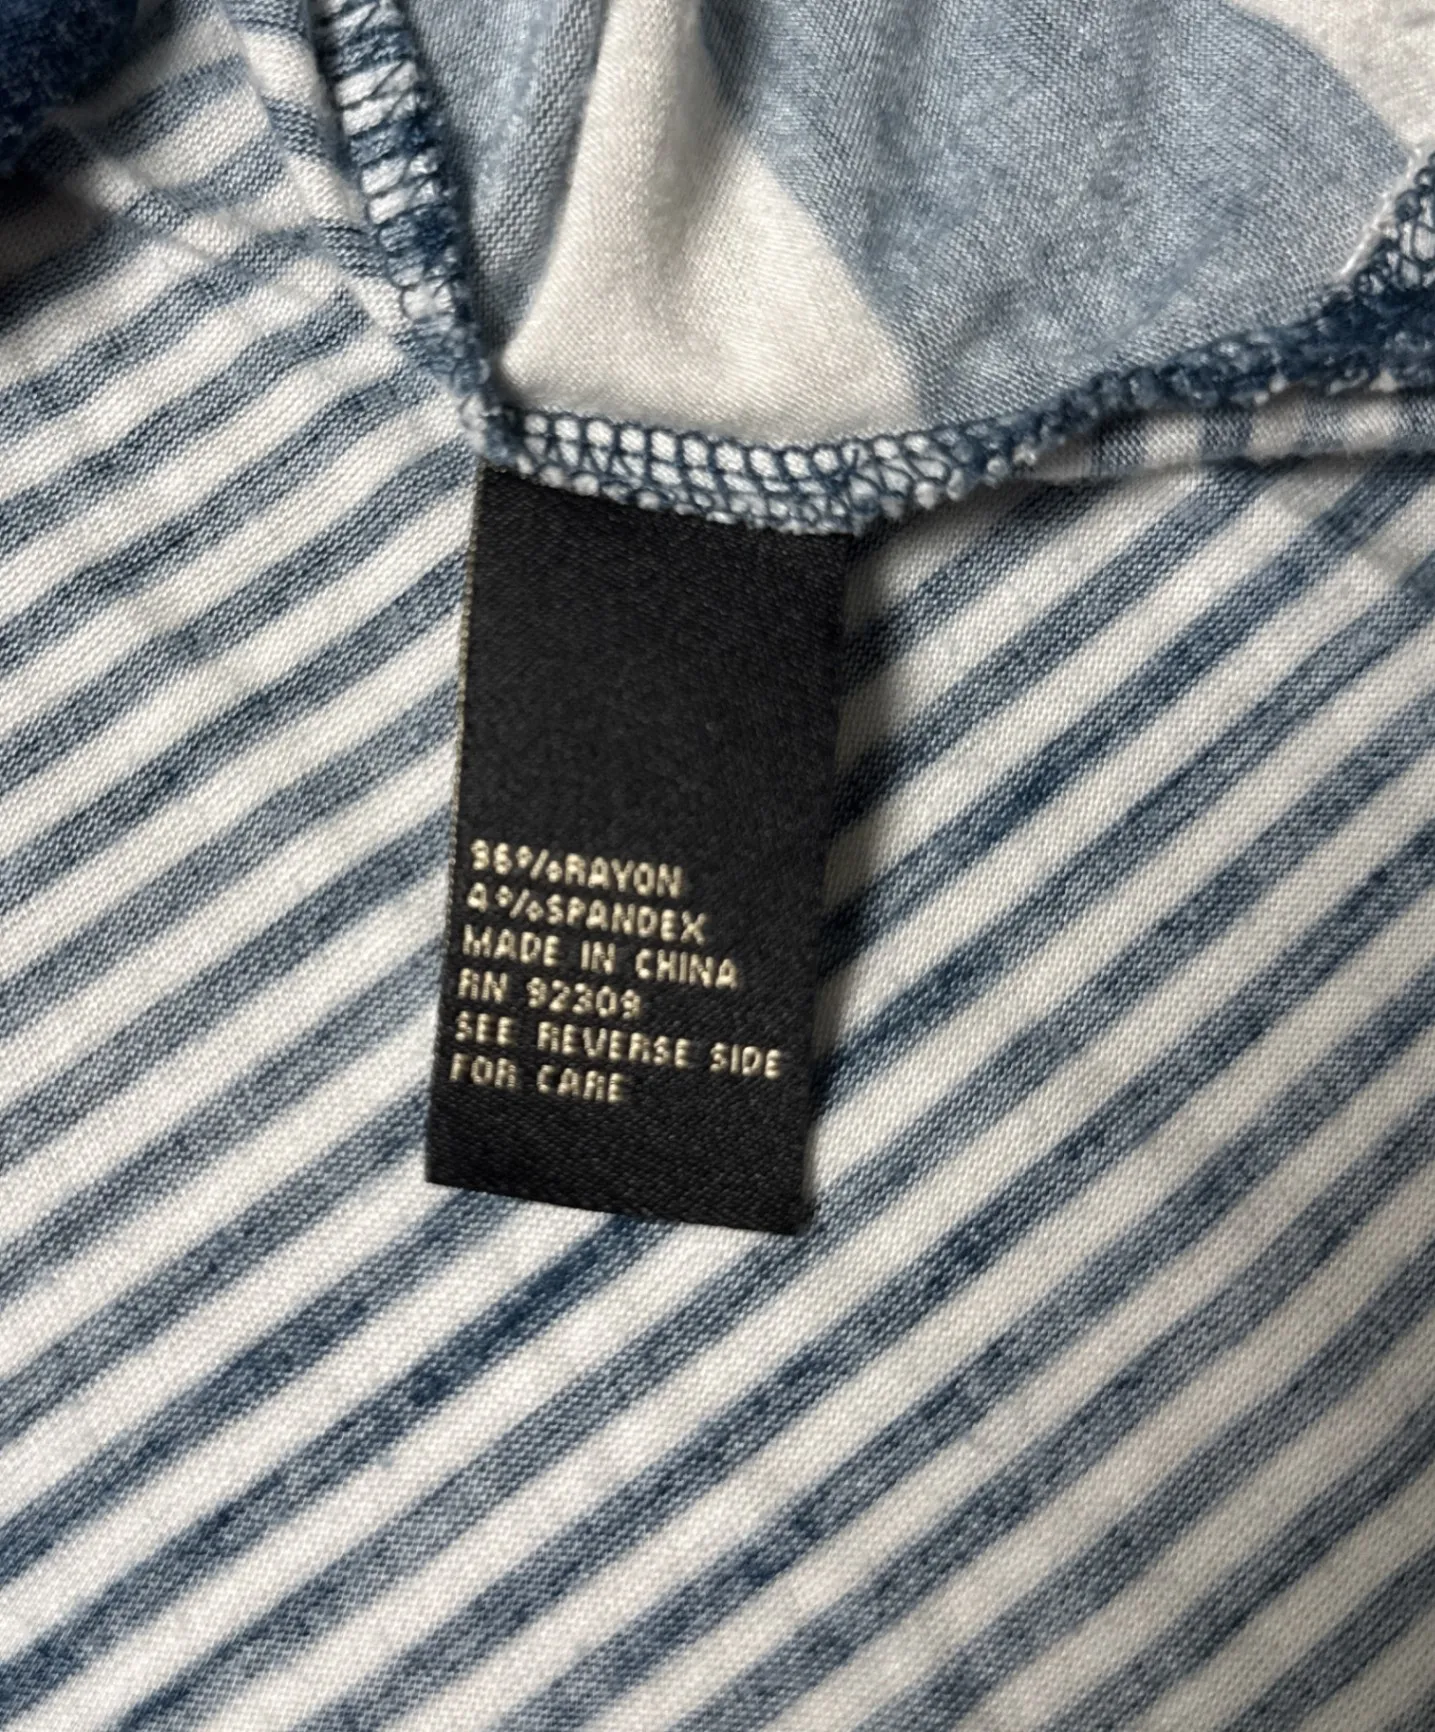 96%RAYON
4%SPANDEX
MADE IN CHINA
RN 92309
SEE REVERSE SIDE
FOR CARE